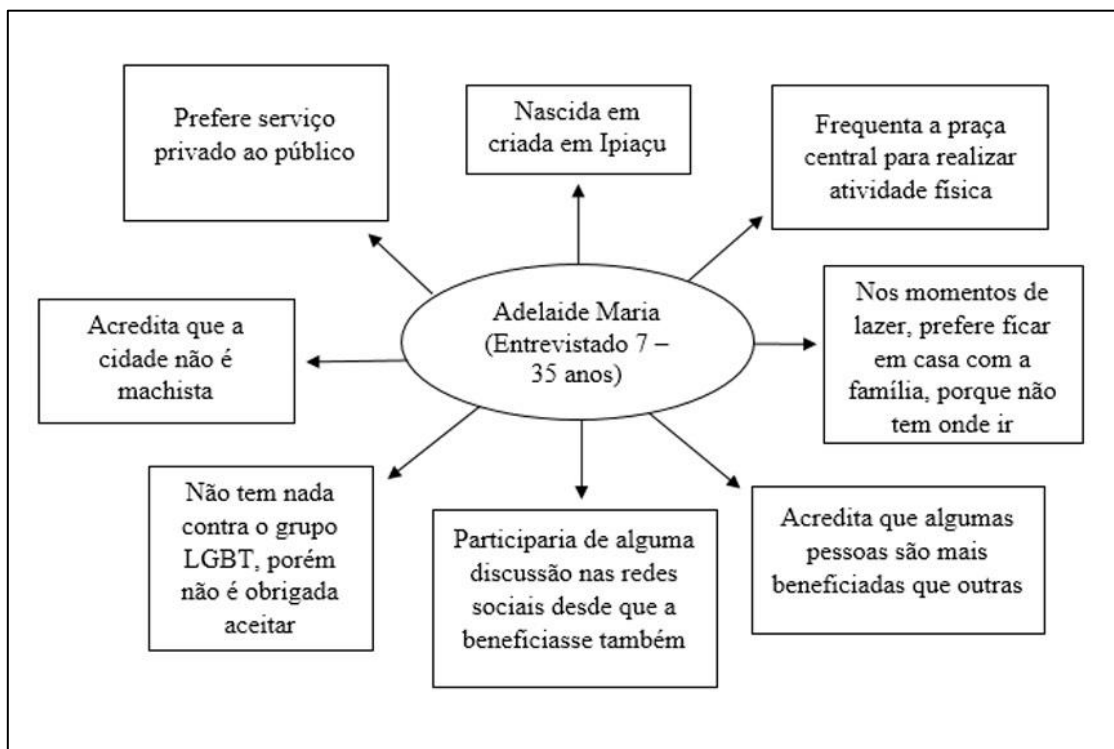 Prefere serviço
privado ao público
Nascida em
criada em Ipiaçu
Frequenta a praça
central para realizar
atividade física
Acredita que a
cidade não é
machista
Adelaide Maria
(Entrevistado 7 –
35 anos)
Nos momentos de
lazer, prefere ficar
em casa com a
família, porque não
tem onde ir
Não tem nada
contra o grupo
LGBT, porém
não é obrigada
aceitar
Participaria de alguma
discussão nas redes
sociais desde que a
benefíciasse também
Acredita que algumas
pessoas são mais
beneficiadas que outras